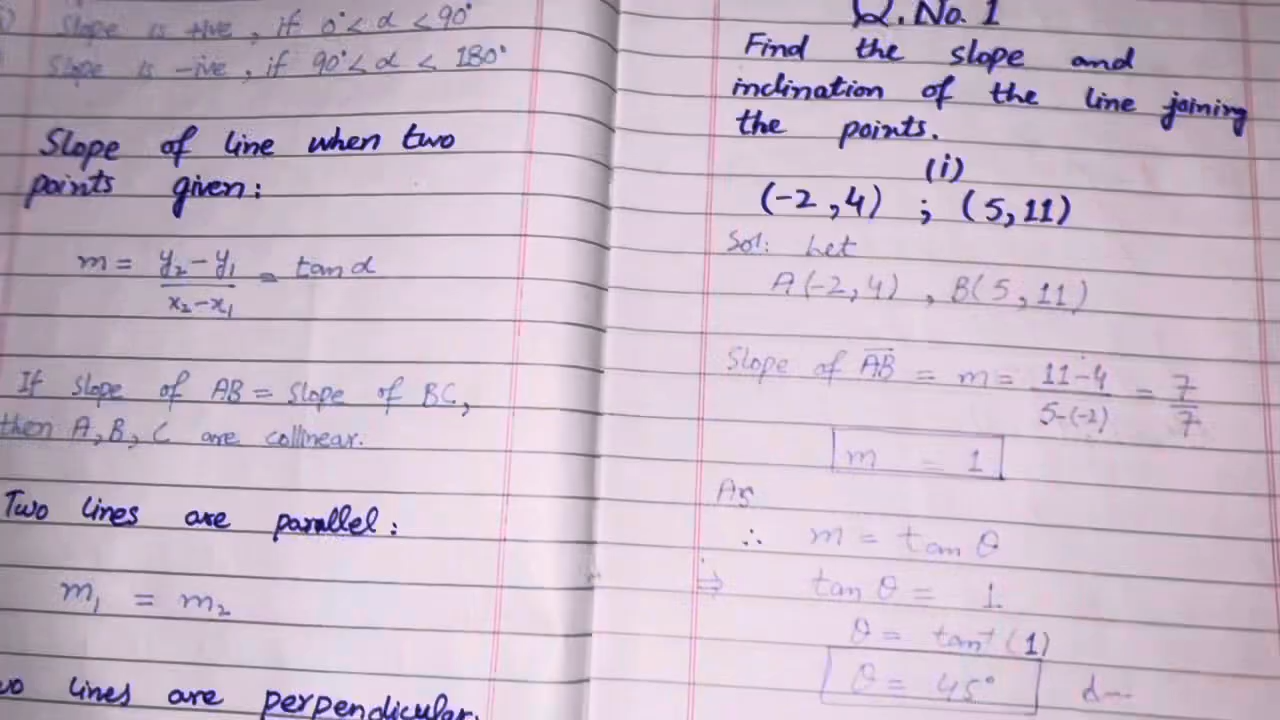 Slope is +ive, if 0°< α < 90°
Slope is -ive, if 90°< α < 180°
Slope of line when two
points given:
m = y₂-y₁ / x₂-x₁ = tan α
If slope of AB = slope of BC,
then A, B, C are collinear.
Two lines are parallel:
m₁ = m₂
lines are perpendicular.
Q. No. 1
Find the slope and
inclination of the line joining
the points.
(i)
(-2, 4) ; (5, 11)
Sol: Let
A(-2, 4) , B(5, 11)
Slope of AB = m = 11-4 / 5-(-2) = 7/7
m = 1
As
∴ m = tan θ
⇒ tan θ = 1
θ = tan⁻¹(1)
θ = 45°